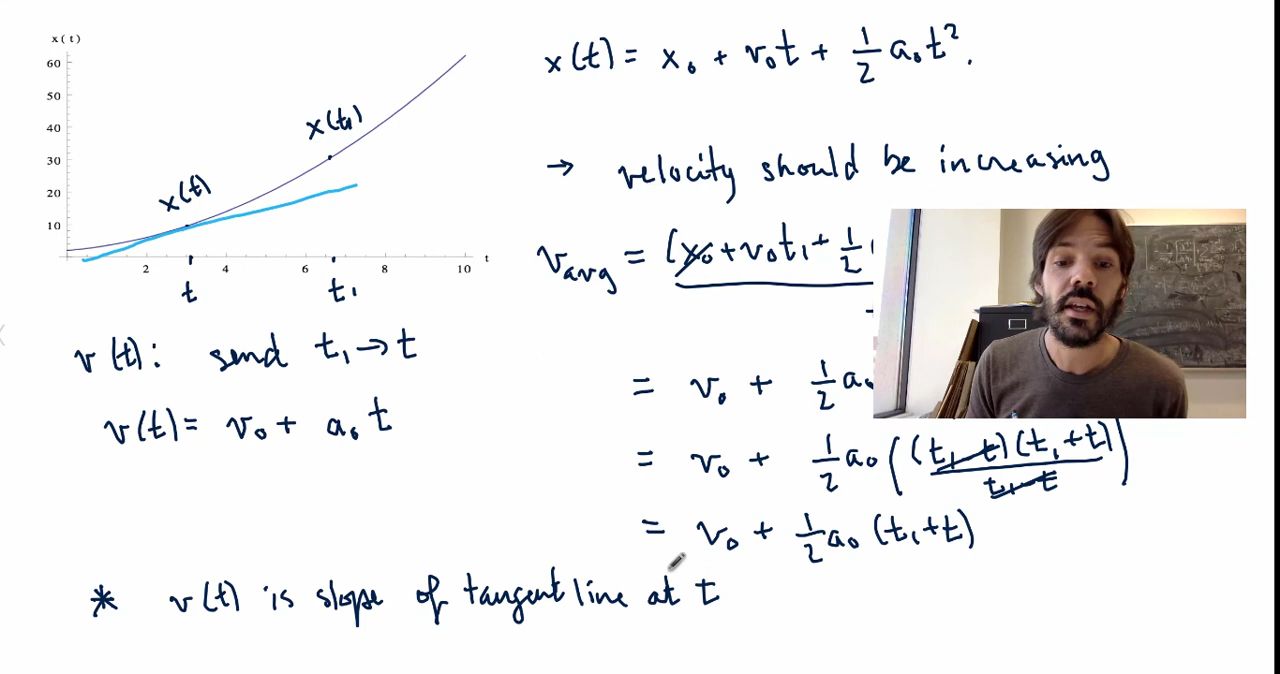 x(t)
60
50
40
30
20
10
2 4 6 8 10 t
x(t)
x(t₁)
t t₁
v(t): send t₁→t
v(t)= v₀+ a₀ t
x(t)= x₀ + v₀t + 1/2 a₀t².
→ velocity should be increasing
v_avg = (x₀+v₀t₁+ 1/2
= v₀ + 1/2 a₀
= v₀ + 1/2 a₀ ((t₁-t)(t₁+t)/t₁-t)
= v₀ + 1/2 a₀ (t₁+t)
* v(t) is slope of tangent line at t